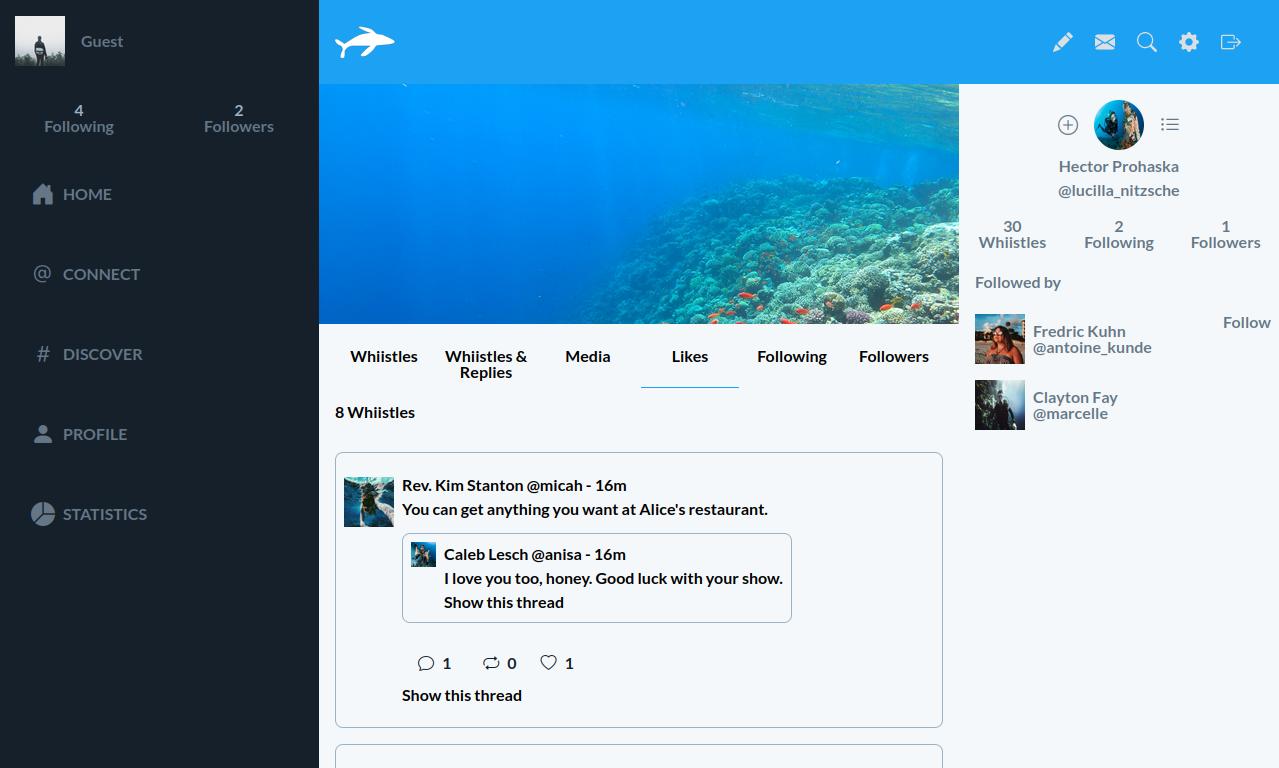 Guest
4
Following
2
Followers
HOME
@ CONNECT
# DISCOVER
PROFILE
STATISTICS
Whiistles
Whiistles &
Replies
Media
Likes
Following
Followers
8 Whiistles
Rev. Kim Stanton @micah - 16m
You can get anything you want at Alice's restaurant.
Caleb Lesch @anisa - 16m
I love you too, honey. Good luck with your show.
Show this thread
1
0
1
Show this thread
Hector Prohaska
@lucilla_nitzsche
30
Whiistles
2
Following
1
Followers
Followed by
Fredric Kuhn
@antoine_kunde
Follow
Clayton Fay
@marcelle